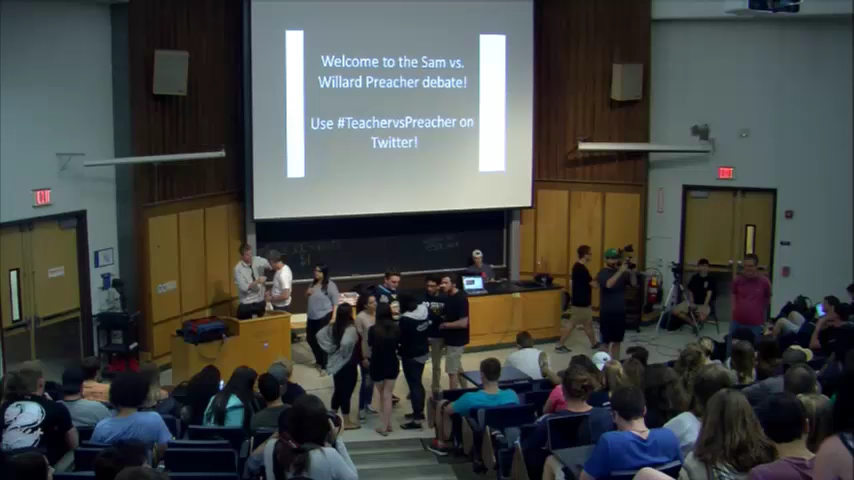 Welcome to the Sam vs.
Willard Preacher debate!
Use #TeachervsPreacher on
Twitter!
EXIT
EXIT